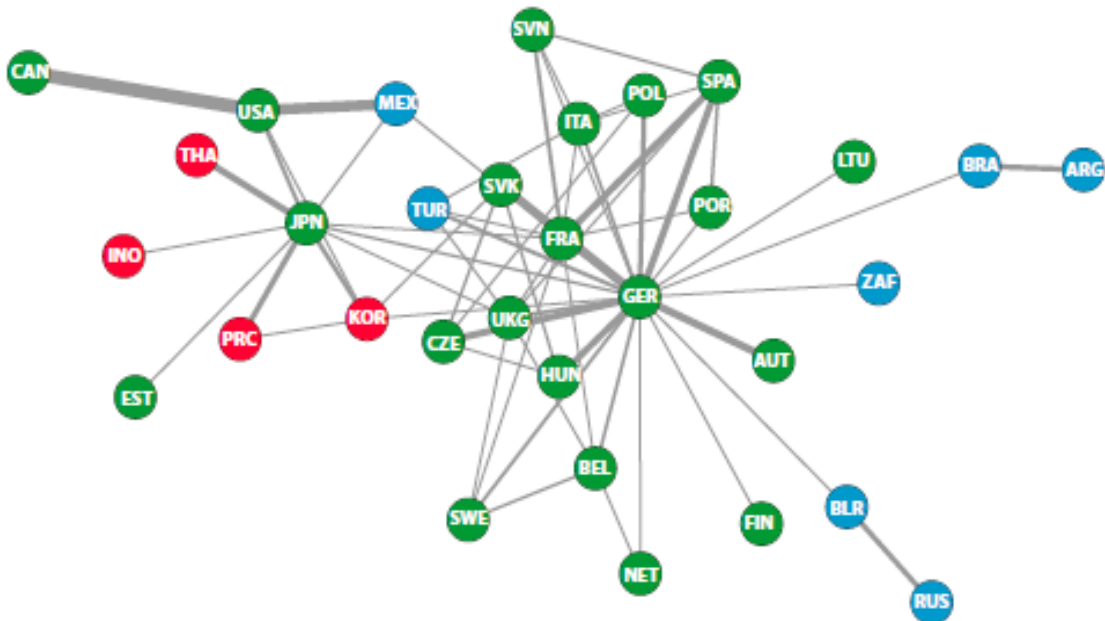 SVN
CAN
SPA
POL
USA
MEX
ITA
THA
LTU
BRA
ARG
SVK
TUR
POR
JPN
FRA
INO
ZAF
GER
KOR
UKG
PRC
CZE
AUT
HUN
EST
BEL
BLR
SWE
FIN
NET
RUS